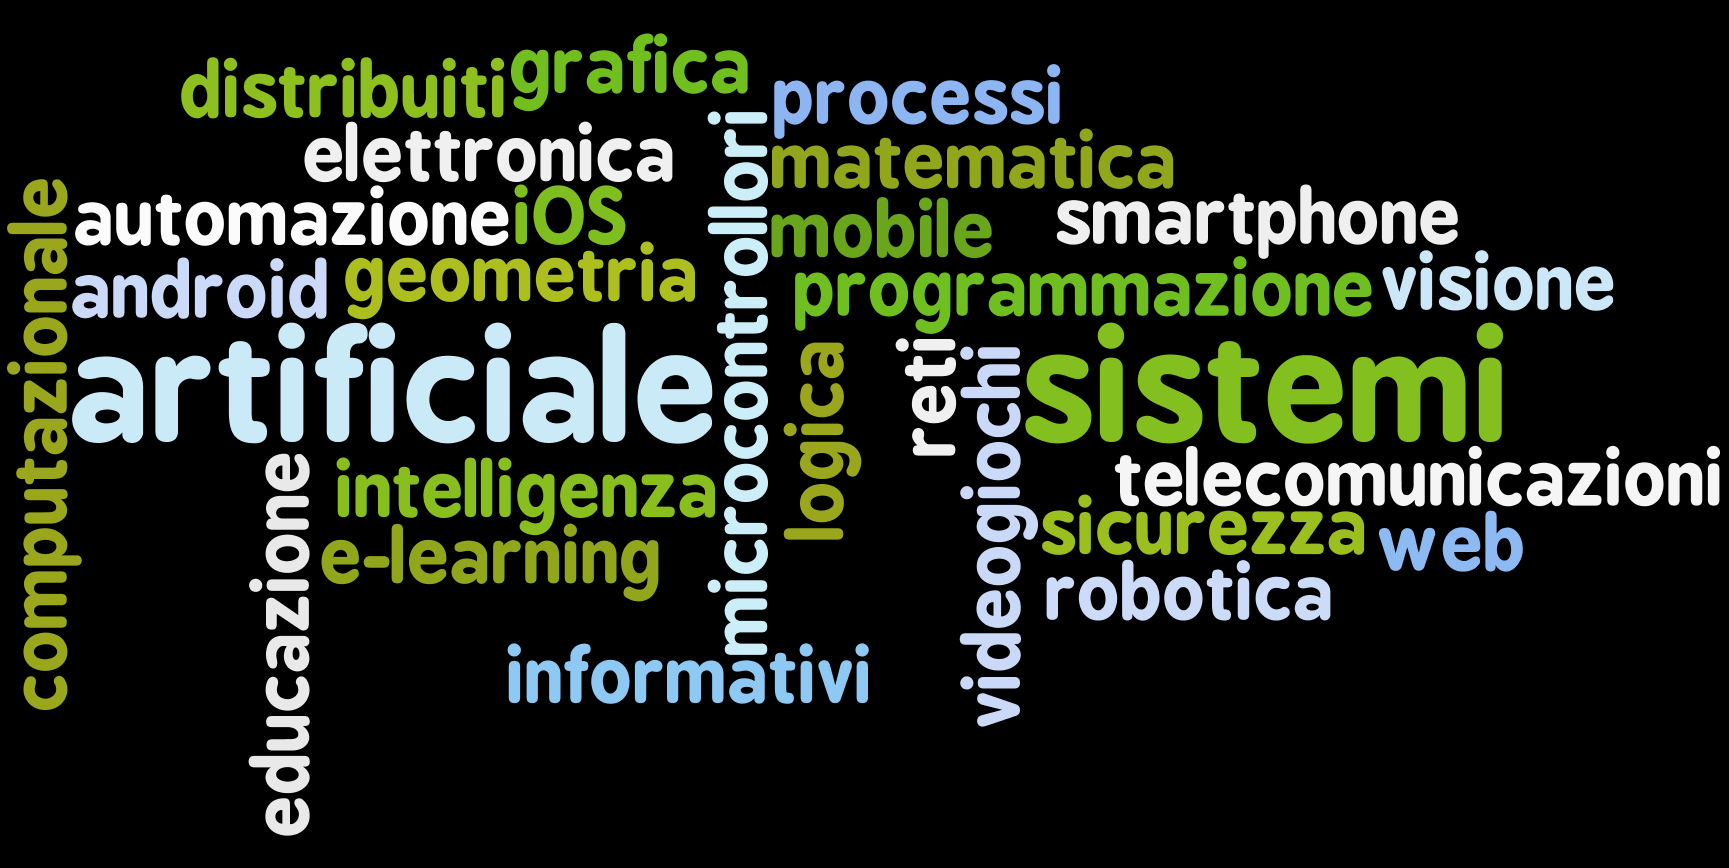 distribuiti
grafica
processi
elettronica
matematica
automazione
iOS
mobile
smartphone
android
geometria
programmazione
visione
computazionale
artificiale
microcontrollori
logica
reti
videogiochi
sistemi
educazione
intelligenza
telecomunicazioni
e-learning
sicurezza
web
robotica
informativi